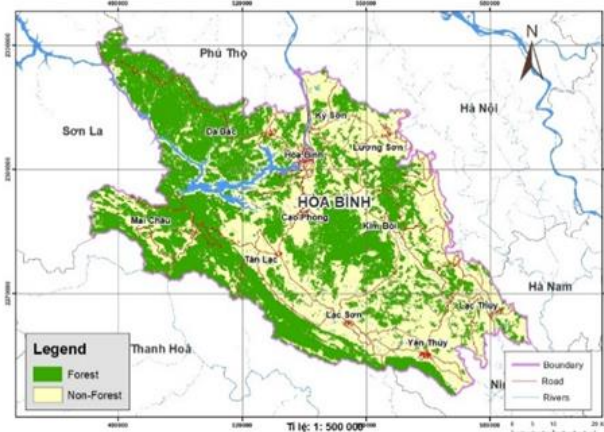 N
Phú Thọ
Hà Nội
Sơn La
Kỳ Sơn
Đà Bắc
Lương Sơn
Hòa Bình
HÒA BÌNH
Mai Châu
Cao Phong
Kim Bôi
Tân Lạc
Hà Nam
Lạc Thủy
Lạc Sơn
Yên Thủy
Thanh Hoá
Legend
Forest
Non-Forest
Boundary
Road
Rivers
Tỉ lệ: 1: 500 000